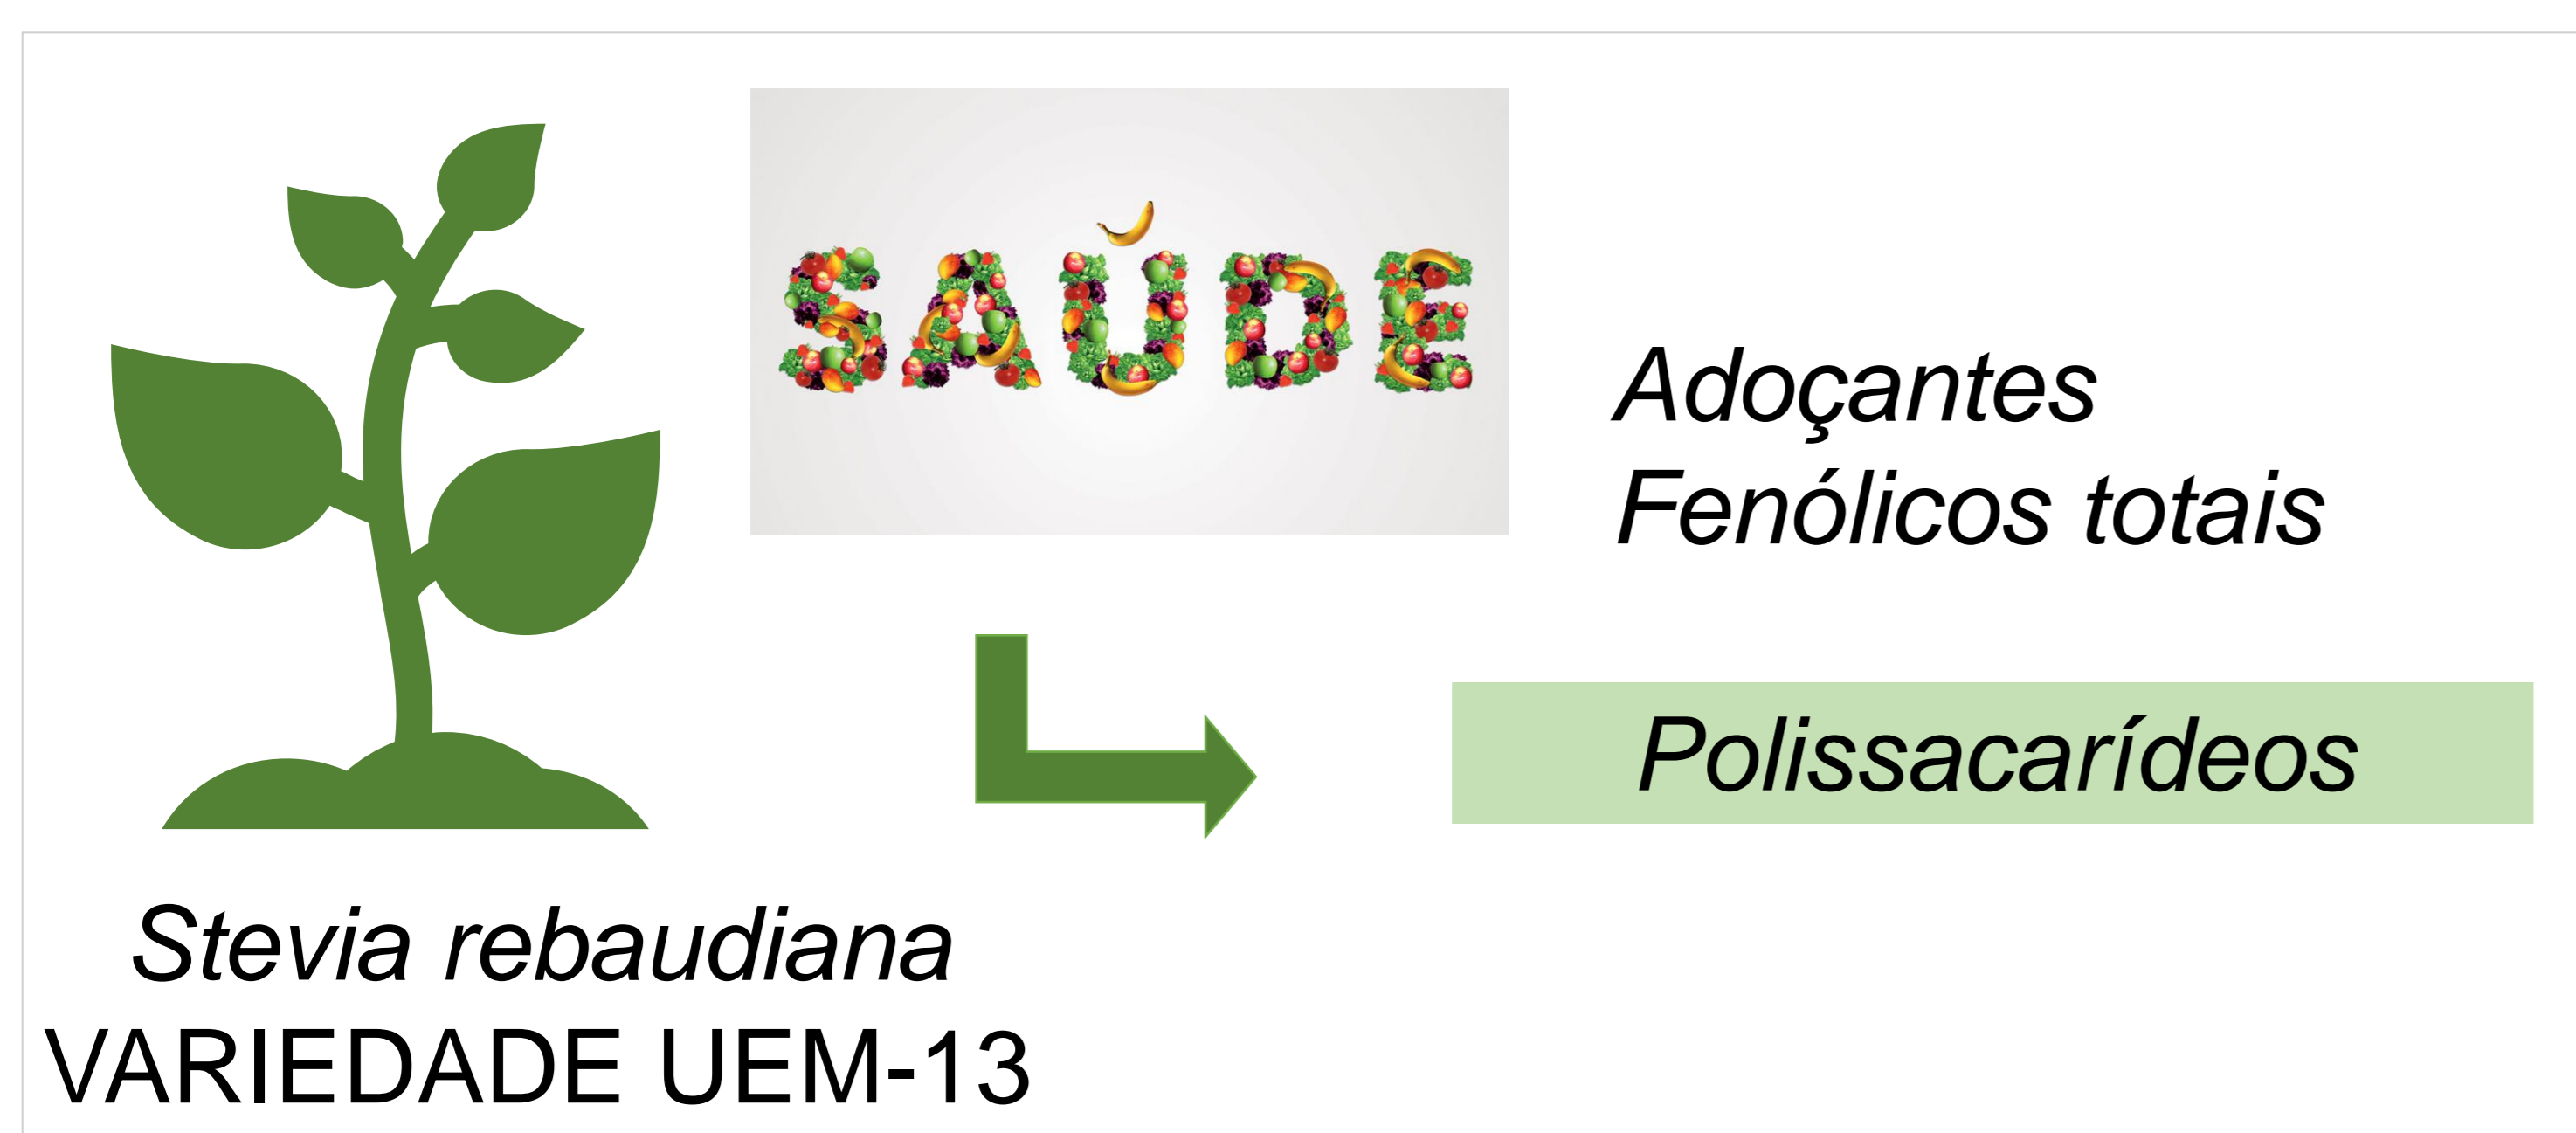 SAÚDE
Adoçantes
Fenólicos totais
Polissacarídeos
Stevia rebaudiana
VARIEDADE UEM-13